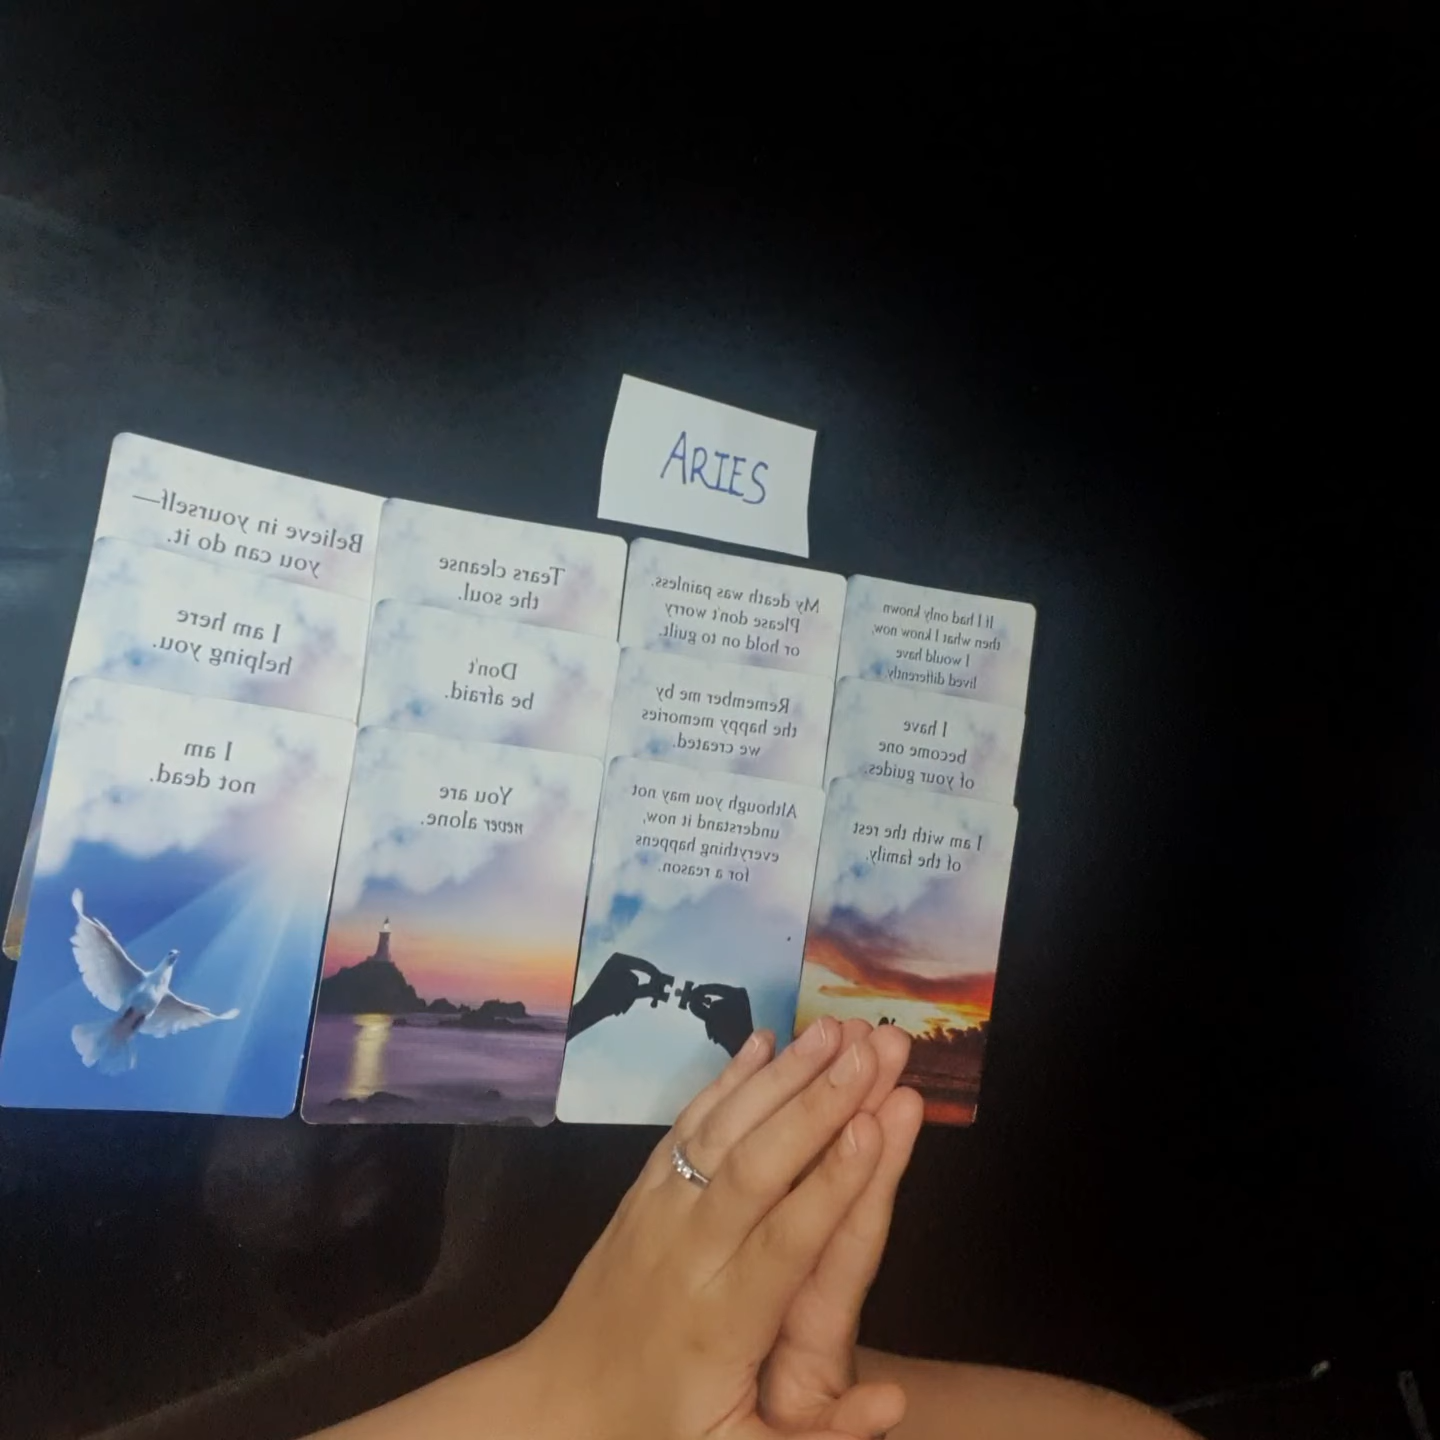 ARIES
Believe in yourself—
you can do it.
I am here
helping you.
I am
not dead.
Tears cleanse
the soul.
Don't
be afraid.
You are
never alone.
My death was painless.
Please don't worry
or hold on to guilt.
Remember me by
the happy memories
we created.
Although you may not
understand it now,
everything happens
for a reason.
If I had only known
then what I know now,
I would have
lived differently.
I have
become one
of your guides.
I am with the rest
of the family.